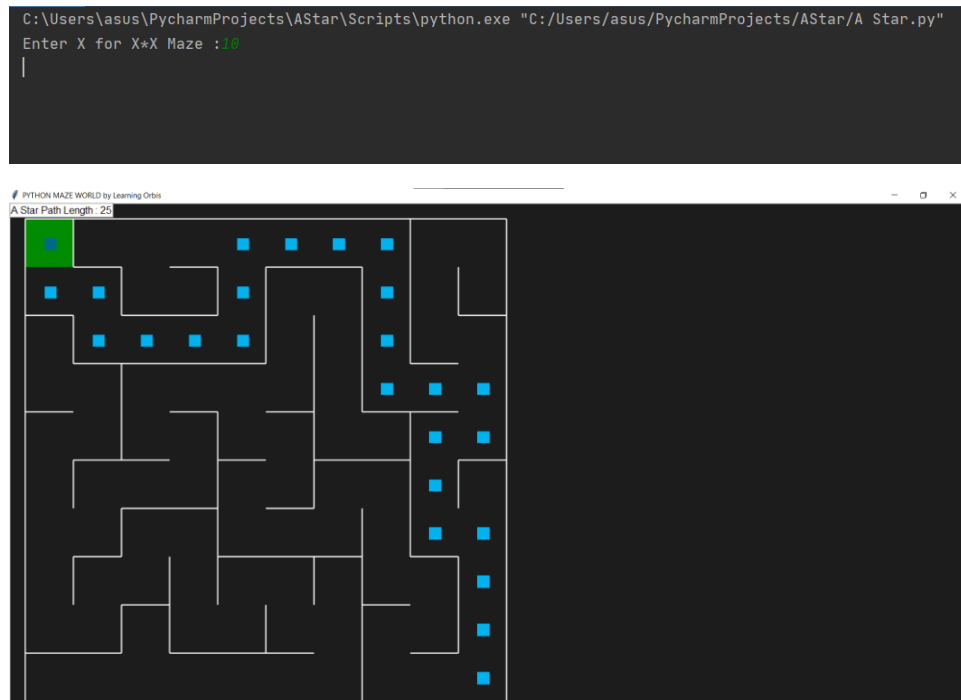 C:\Users\asus\PycharmProjects\AStar\Scripts\python.exe "C:/Users/asus/PycharmProjects/AStar/A Star.py"
Enter X for X*X Maze :10
PYTHON MAZE WORLD by Learning Orbis
A Star Path Length : 25